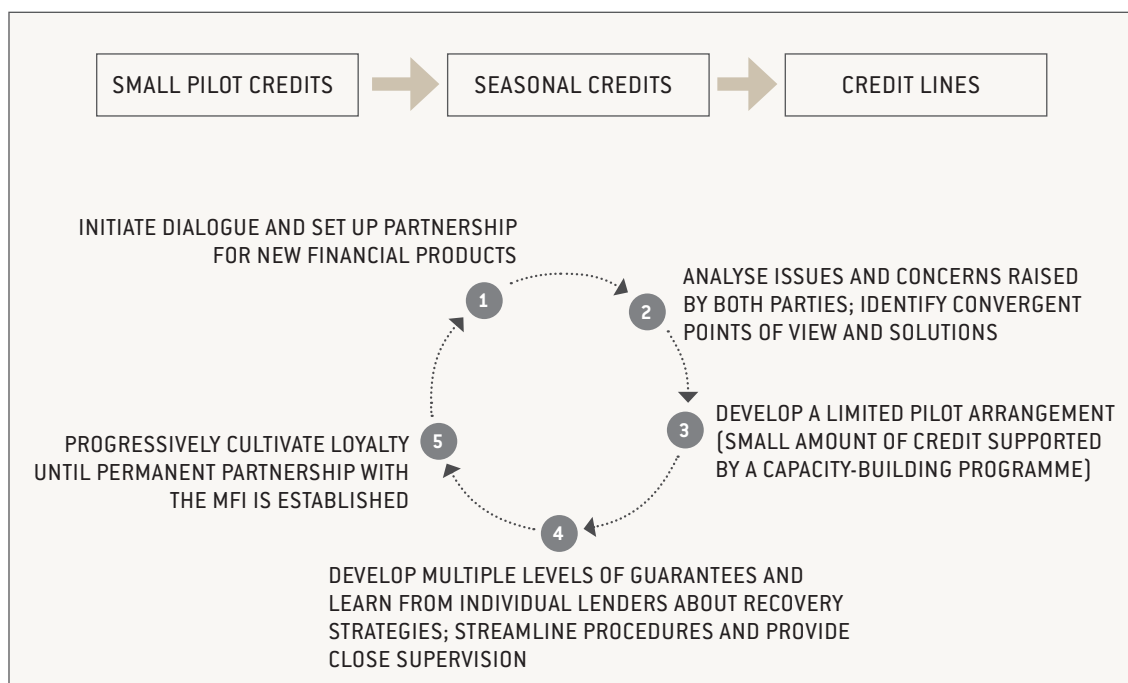 SMALL PILOT CREDITS
SEASONAL CREDITS
CREDIT LINES
INITIATE DIALOGUE AND SET UP PARTNERSHIP
FOR NEW FINANCIAL PRODUCTS
1
2
ANALYSE ISSUES AND CONCERNS RAISED
BY BOTH PARTIES; IDENTIFY CONVERGENT
POINTS OF VIEW AND SOLUTIONS
3
DEVELOP A LIMITED PILOT ARRANGEMENT
(SMALL AMOUNT OF CREDIT SUPPORTED
BY A CAPACITY-BUILDING PROGRAMME)
4
DEVELOP MULTIPLE LEVELS OF GUARANTEES AND
LEARN FROM INDIVIDUAL LENDERS ABOUT RECOVERY
STRATEGIES; STREAMLINE PROCEDURES AND PROVIDE
CLOSE SUPERVISION
5
PROGRESSIVELY CULTIVATE LOYALTY
UNTIL PERMANENT PARTNERSHIP WITH
THE MFI IS ESTABLISHED